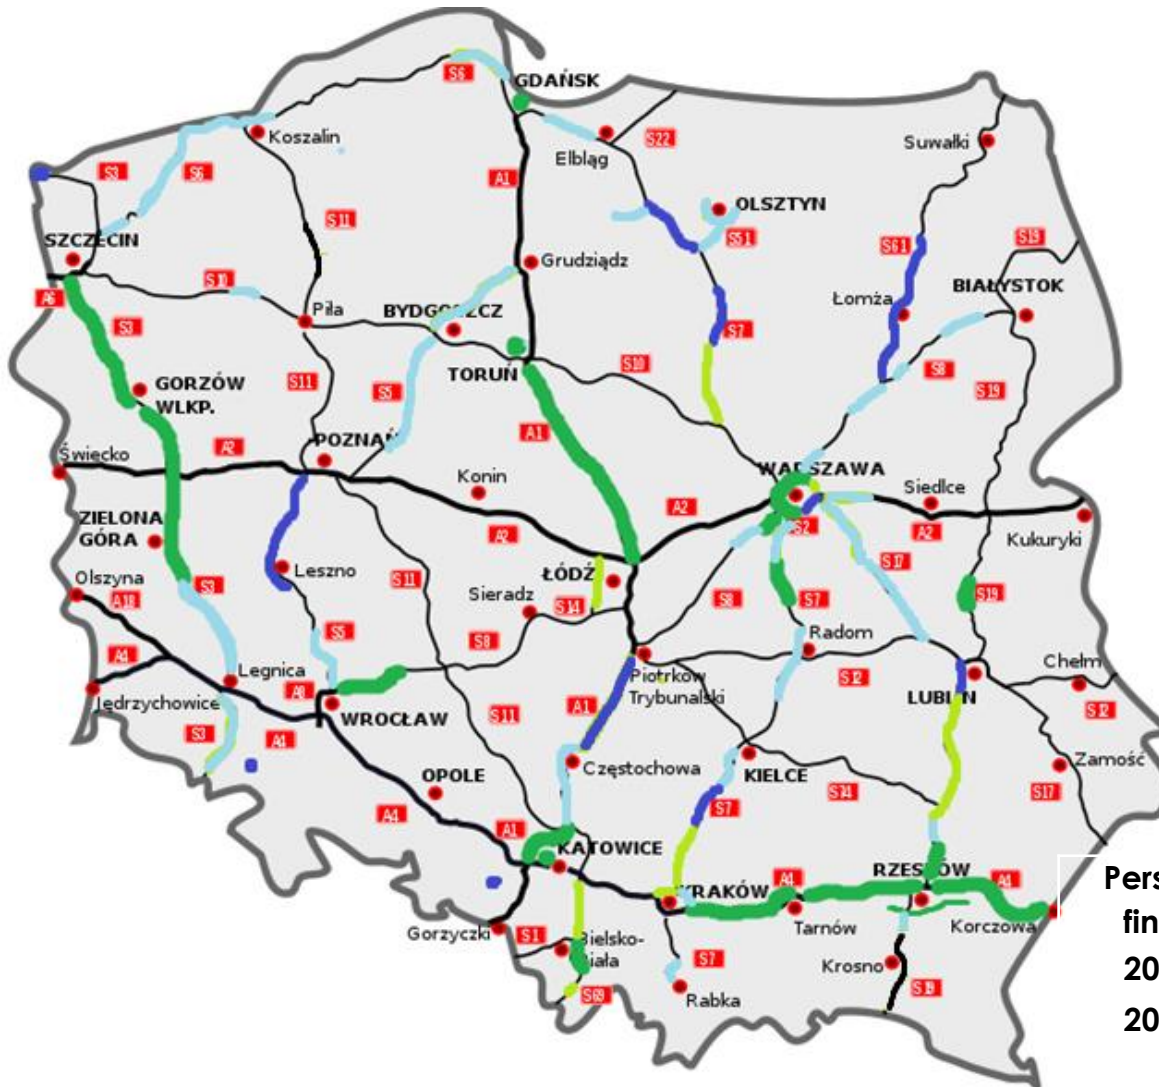 S6
GDAŃSK
Koszalin
Elbląg
S22
Suwałki
S3
S6
A1
OLSZTYN
S11
S51
S61
S19
SZCZECIN
S10
Grudziądz
A6
S3
Piła
BYDGOSZCZ
S7
Łomża
BIAŁYSTOK
S11
S5
TORUŃ
S10
S8
S19
GORZÓW
WLKP.
A1
Świecko
A2
POZNAŃ
Konin
A2
WARSZAWA
Siedlce
ZIELONA
GÓRA
A2
S2
A2
Kukuryki
Olszyna
A18
S3
Leszno
S11
ŁÓDŹ
Sieradz
S14
S8
S7
S17
S19
A4
S5
S8
Radom
Legnica
A8
Piotrków
Trybunalski
S12
LUBLIN
Chełm
S12
Jędrzychowice
WROCŁAW
S11
A1
S3
A4
Częstochowa
KIELCE
Zamość
OPOLE
S7
S74
S17
A4
A1
KATOWICE
RZESZÓW
KRAKÓW
A4
A4
Tarnów
Korczowa
Gorzyczki
S1
Bielsko-
Biała
S7
Krosno
S69
Rabka
S19
Pers
fin
20
20